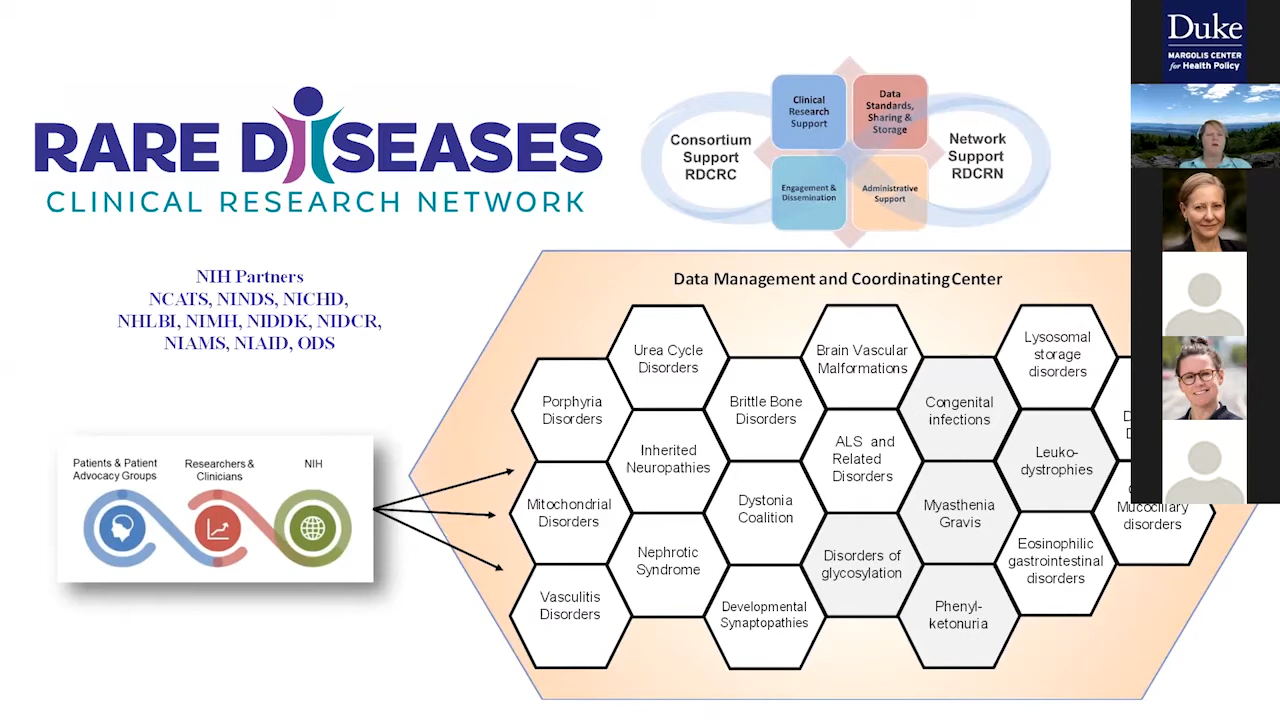 Duke
MARGOLIS CENTER
for Health Policy
RARE DISEASES
CLINICAL RESEARCH NETWORK
Consortium
Support
RDCRC
Clinical
Research
Support
Data
Standards,
Sharing &
Storage
Engagement &
Dissemination
Administrative
Support
Network
Support
RDCRN
NIH Partners
NCATS, NINDS, NICHD,
NHLBI, NIMH, NIDDK, NIDCR,
NIAMS, NIAID, ODS
Patients & Patient
Advocacy Groups
Researchers &
Clinicians
NIH
Data Management and Coordinating Center
Porphyria
Disorders
Mitochondrial
Disorders
Vasculitis
Disorders
Urea Cycle
Disorders
Inherited
Neuropathies
Nephrotic
Syndrome
Brittle Bone
Disorders
Dystonia
Coalition
Developmental
Synaptopathies
Brain Vascular
Malformations
ALS and
Related
Disorders
Disorders of
glycosylation
Congenital
infections
Myasthenia
Gravis
Phenyl-
ketonuria
Lysosomal
storage
disorders
Leuko-
dystrophies
Eosinophilic
gastrointestinal
disorders
Mucociliary
disorders